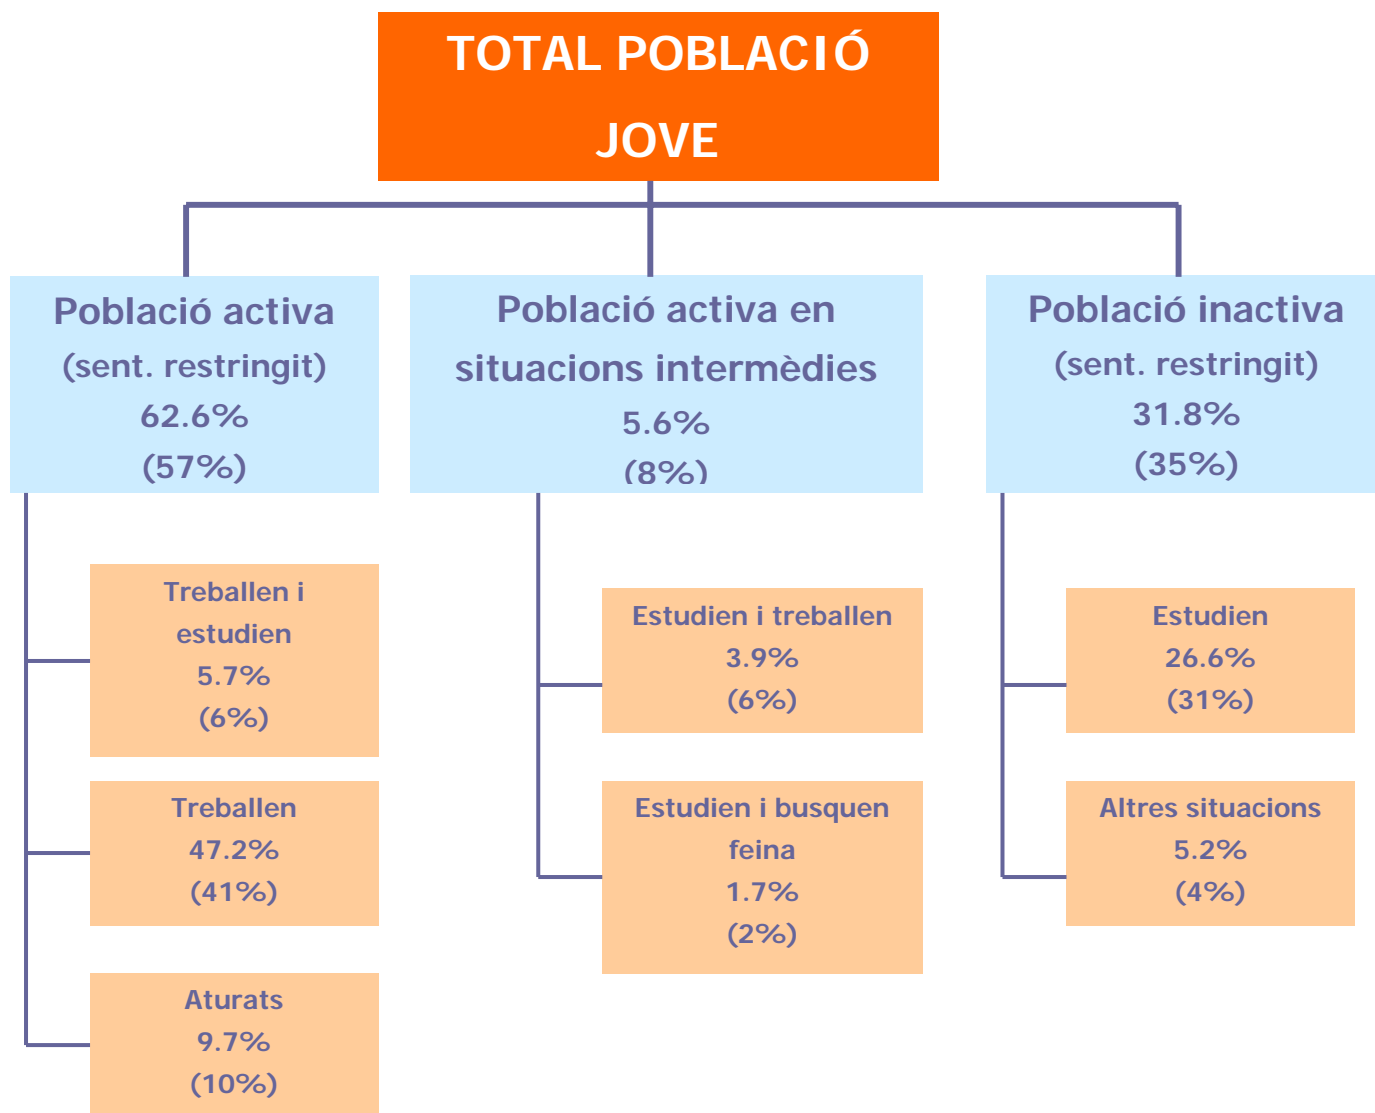 TOTAL POBLACIÓ
JOVE
Població activa
(sent. restringit)
62.6%
(57%)
Població activa en
situacions intermèdies
5.6%
(8%)
Població inactiva
(sent. restringit)
31.8%
(35%)
Treballen i
estudien
5.7%
(6%)
Treballen
47.2%
(41%)
Aturats
9.7%
(10%)
Estudien i treballen
3.9%
(6%)
Estudien i busquen
feina
1.7%
(2%)
Estudien
26.6%
(31%)
Altres situacions
5.2%
(4%)